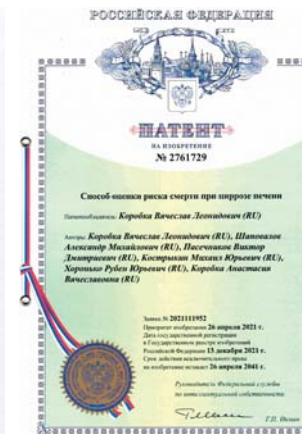 РОССИЙСКАЯ ФЕДЕРАЦИЯ
ПАТЕНТ
НА ИЗОБРЕТЕНИЕ
№ 2761729
Способ оценки риска смерти при циррозе печени
Патентообладатель: Коробка Вячеслав Леонидович (RU)
Авторы: Коробка Вячеслав Леонидович (RU), Шаповалов
Александр Михайлович (RU), Пасечников Виктор
Дмитриевич (RU), Кострыкин Михаил Юрьевич (RU),
Хоронько Рубен Юрьевич (RU), Коробка Анастасия
Вячеславовна (RU)
Заявка № 2021111952
Приоритет изобретения 26 апреля 2021 г.
Дата государственной регистрации
в Государственном реестре изобретений
Российской Федерации 13 декабря 2021 г.
Срок действия исключительного права
на изобретение истекает 26 апреля 2041 г.
Руководитель Федеральной службы
по интеллектуальной собственности
Г.П. Ивлиев